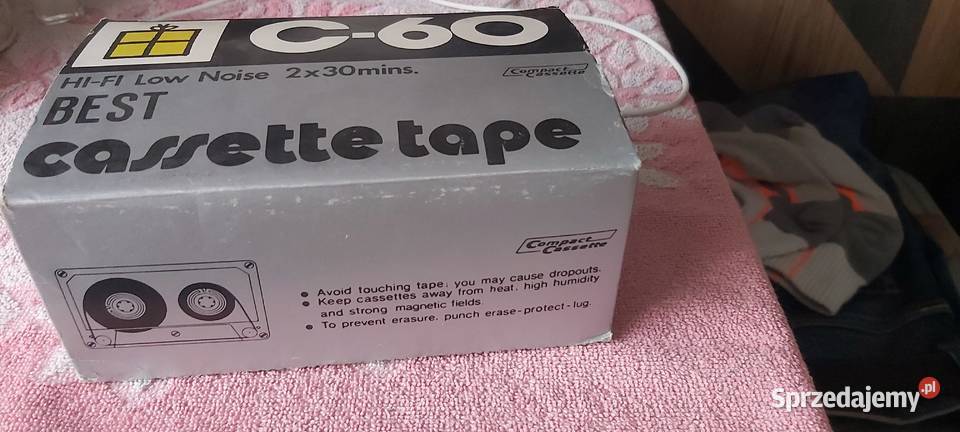 C-60
HI-FI Low Noise 2x30mins.
Compact Cassette
BEST
cassette tape
Compact
Cassette
• Avoid touching tape; you may cause dropouts.
• Keep cassettes away from heat, high humidity
and strong magnetic fields.
• To prevent erasure, punch erase-protect-lug.
Sprzedajemy.pl